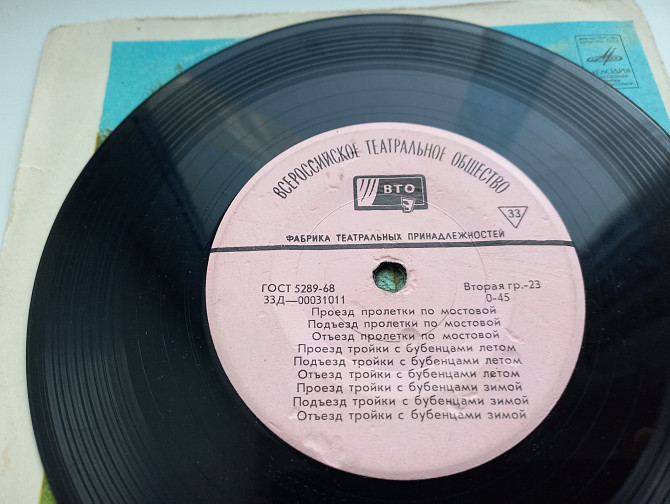 ВСЕРОССИЙСКОЕ ТЕАТРАЛЬНОЕ ОБЩЕСТВО
ВТО
33
ФАБРИКА ТЕАТРАЛЬНЫХ ПРИНАДЛЕЖНОСТЕЙ
ГОСТ 5289-68 Вторая гр.-23
33Д—00031011 0-45
Проезд пролетки по мостовой
Подъезд пролетки по мостовой
Отъезд пролетки по мостовой
Проезд тройки с бубенцами летом
Подъезд тройки с бубенцами летом
Отъезд тройки с бубенцами летом
Проезд тройки с бубенцами зимой
Подъезд тройки с бубенцами зимой
Отъезд тройки с бубенцами зимой